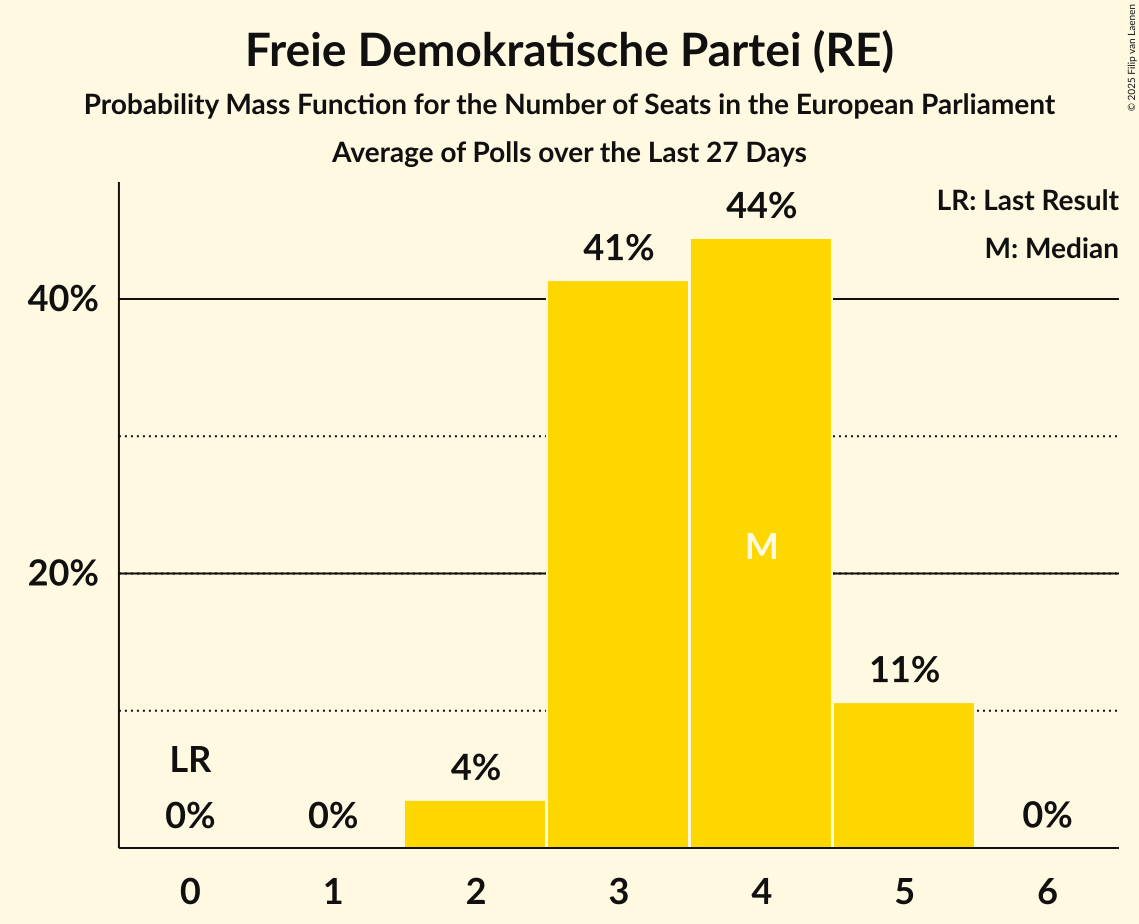 Freie Demokratische Partei (RE)
Probability Mass Function for the Number of Seats in the European Parliament
Average of Polls over the Last 27 Days
© 2025 Filip van Laenen
LR: Last Result
M: Median
44%
41%
40%
M
20%
11%
LR
4%
0%
0%
0%
0 1 2 3 4 5 6